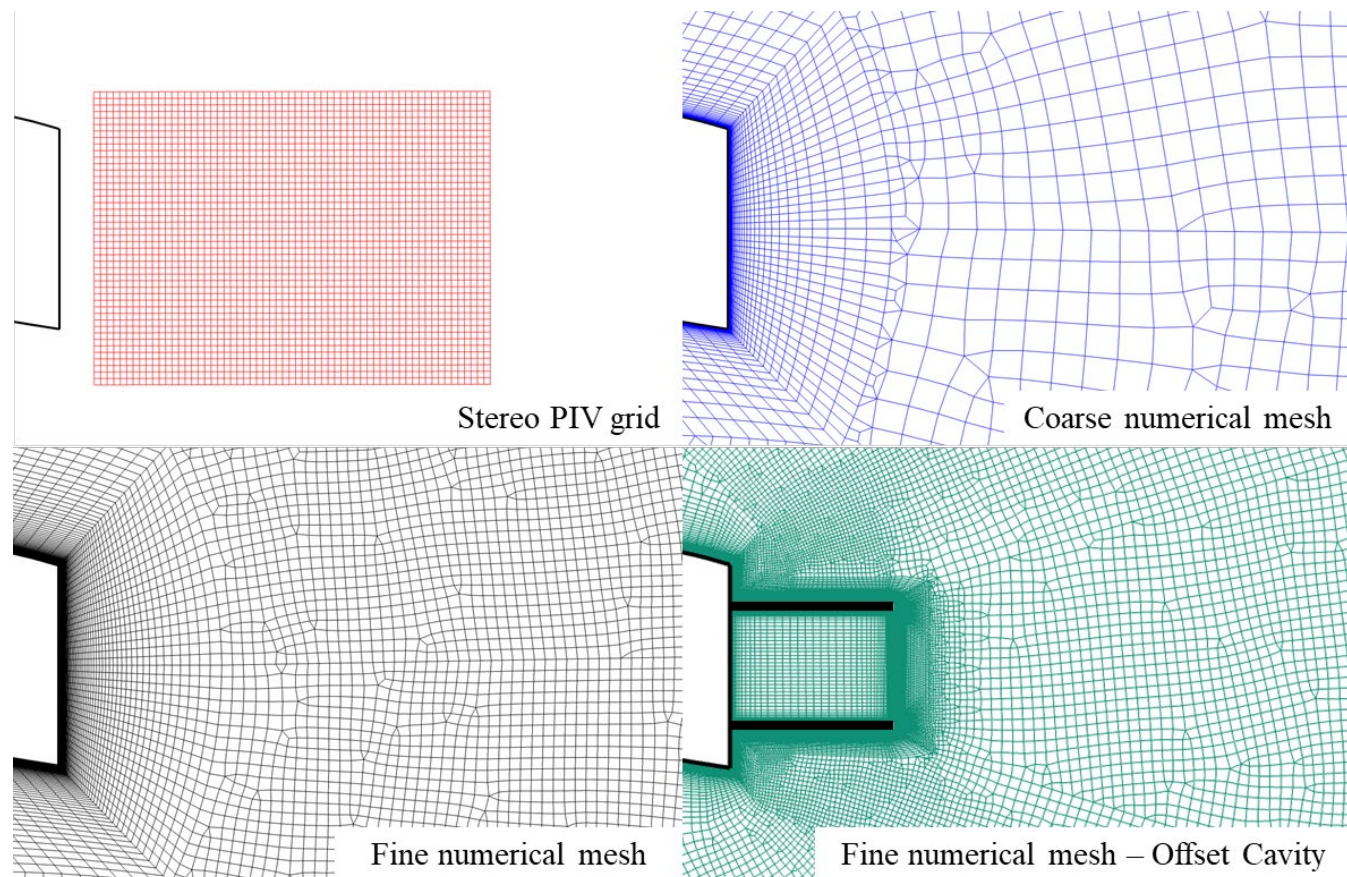 Stereo PIV grid
Coarse numerical mesh
Fine numerical mesh
Fine numerical mesh – Offset Cavity